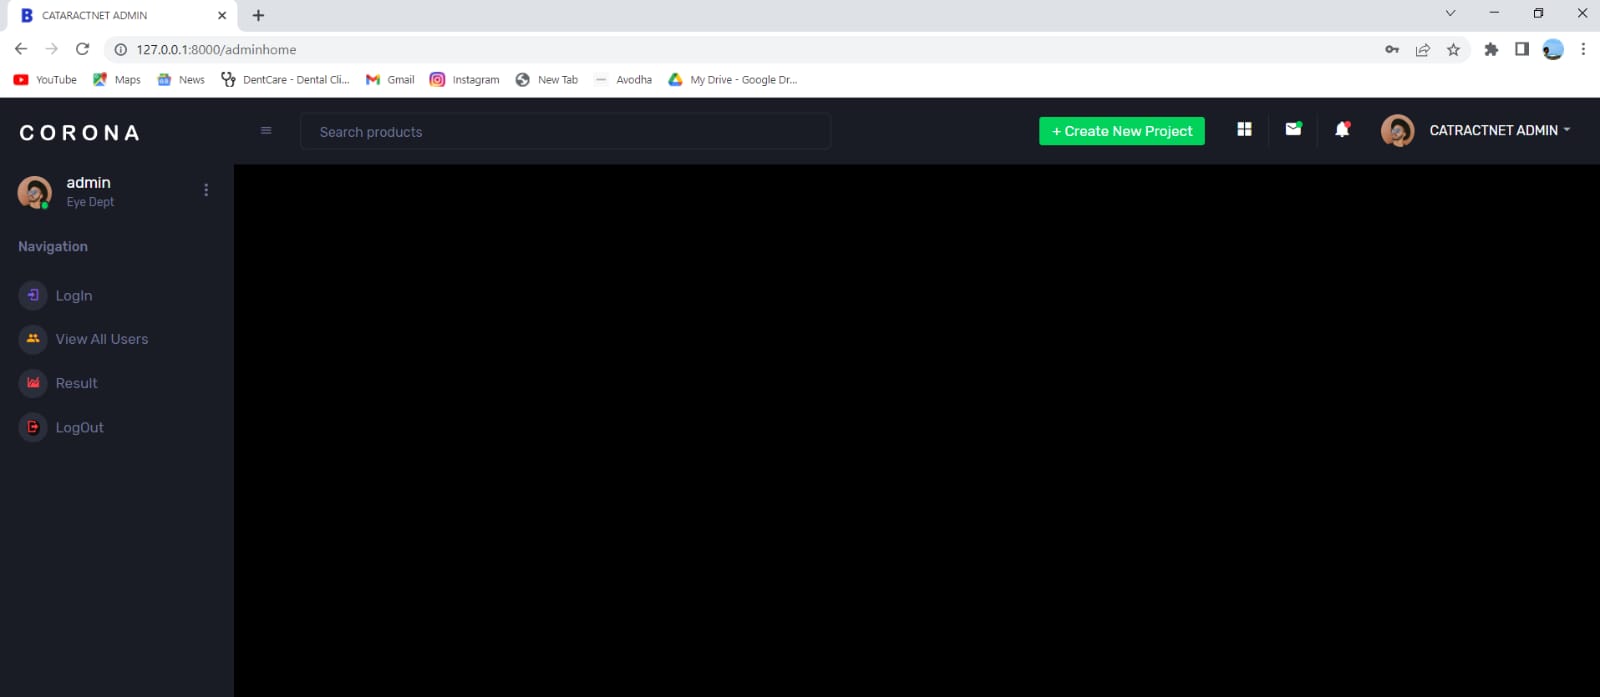 CATARACTNET ADMIN
127.0.0.1:8000/adminhome
YouTube Maps News DentCare - Dental Cli... Gmail Instagram New Tab Avodha My Drive - Google Dr...
CORONA
Search products
+ Create New Project
CATRACTNET ADMIN
admin
Eye Dept
Navigation
LogIn
View All Users
Result
LogOut